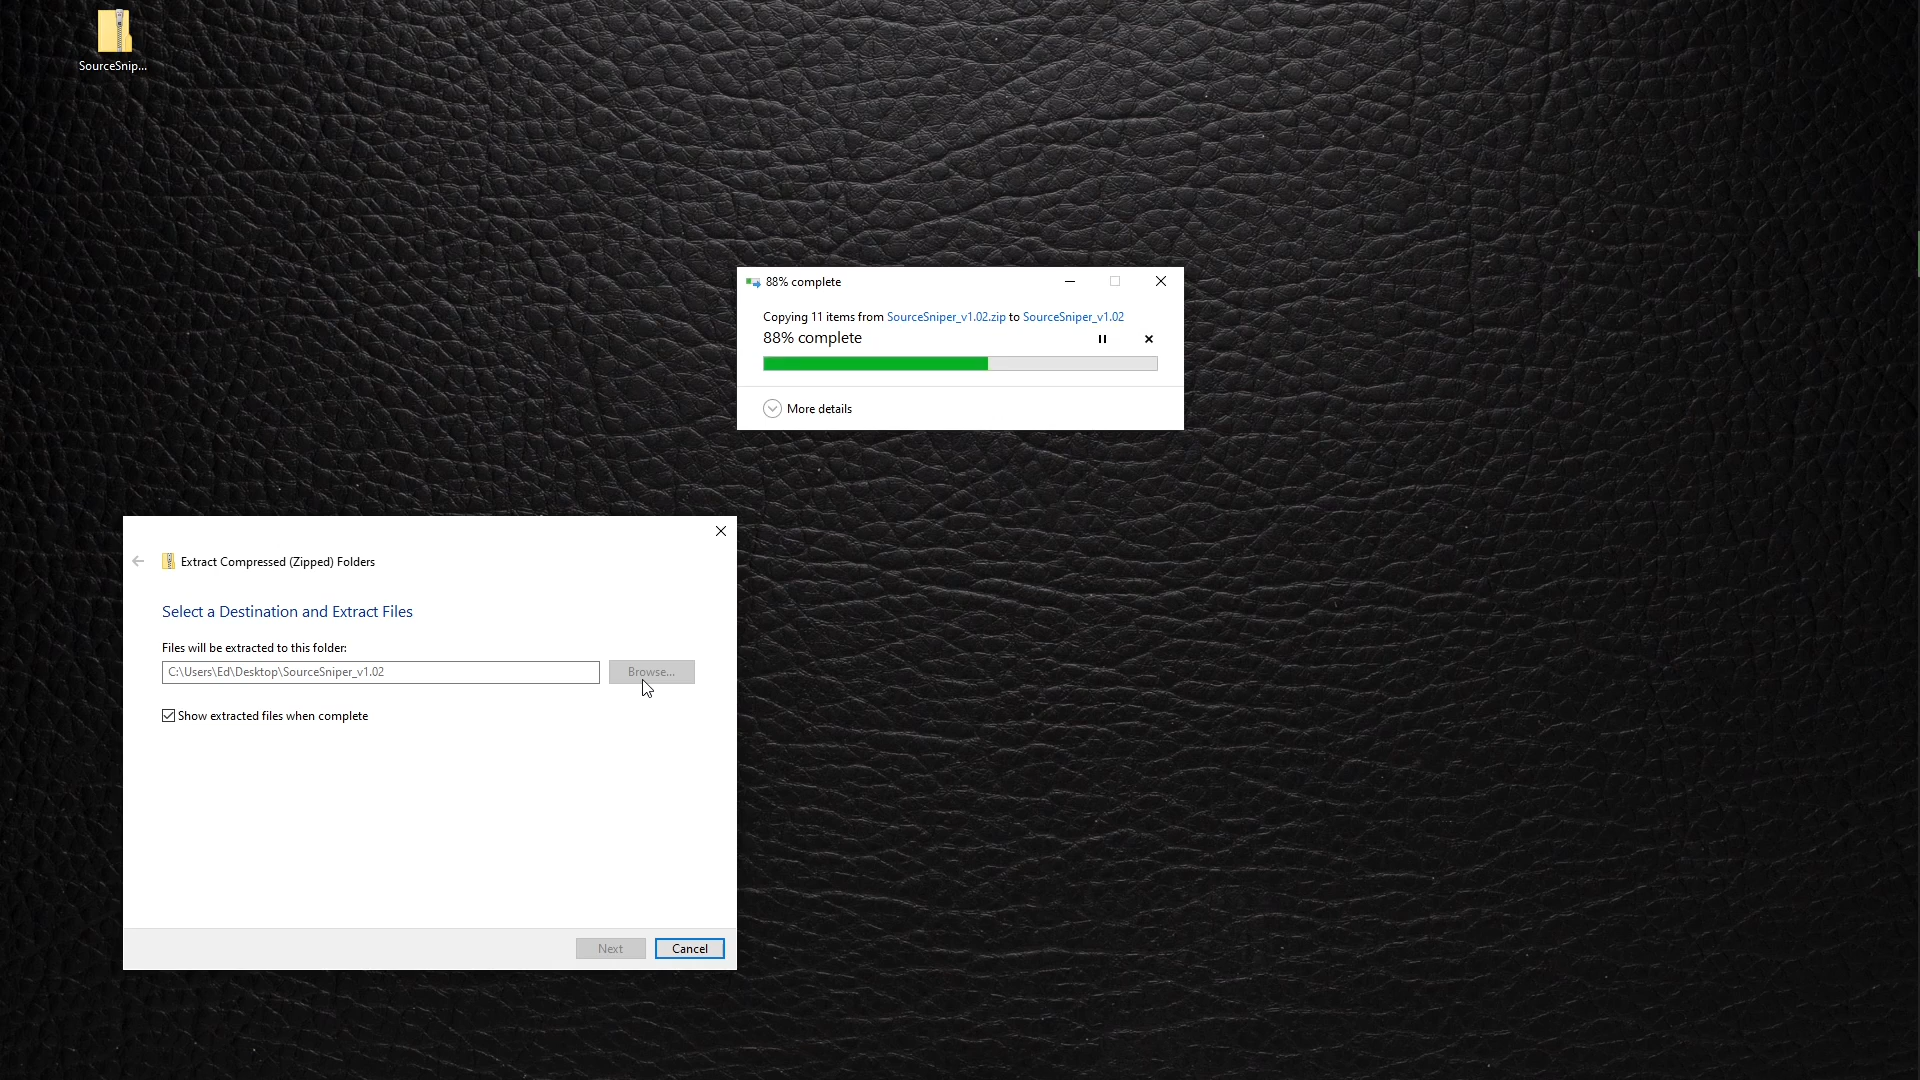 SourceSnip...
88% complete
Copying 11 items from SourceSniper_v1.02.zip to SourceSniper_v1.02
88% complete
More details
Extract Compressed (Zipped) Folders
Select a Destination and Extract Files
Files will be extracted to this folder:
C:\Users\Ed\Desktop\SourceSniper_v1.02
Browse...
Show extracted files when complete
Next
Cancel